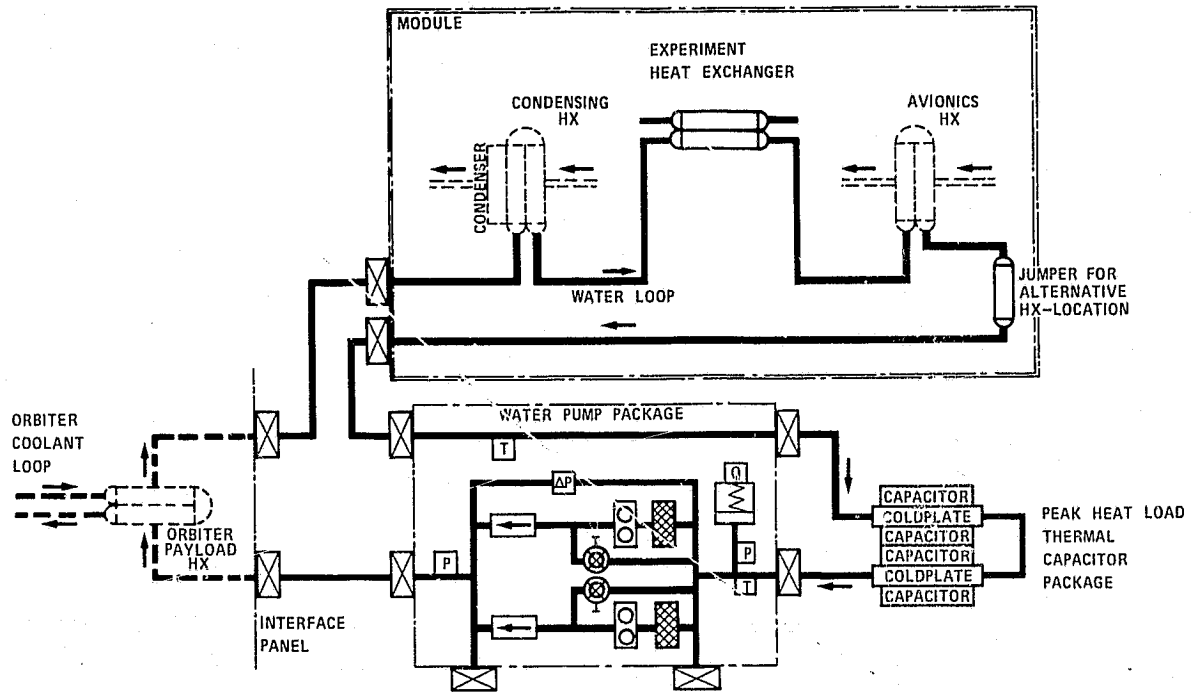 MODULE
EXPERIMENT
HEAT EXCHANGER
CONDENSING
HX
AVIONICS
HX
CONDENSER
WATER LOOP
JUMPER FOR
ALTERNATIVE
HX-LOCATION
ORBITER
COOLANT
LOOP
WATER PUMP PACKAGE
T
ΔP
Q
P
P
T
ORBITER
PAYLOAD
HX
INTERFACE
PANEL
CAPACITOR
COLDPLATE
CAPACITOR
CAPACITOR
COLDPLATE
CAPACITOR
PEAK HEAT LOAD
THERMAL
CAPACITOR
PACKAGE